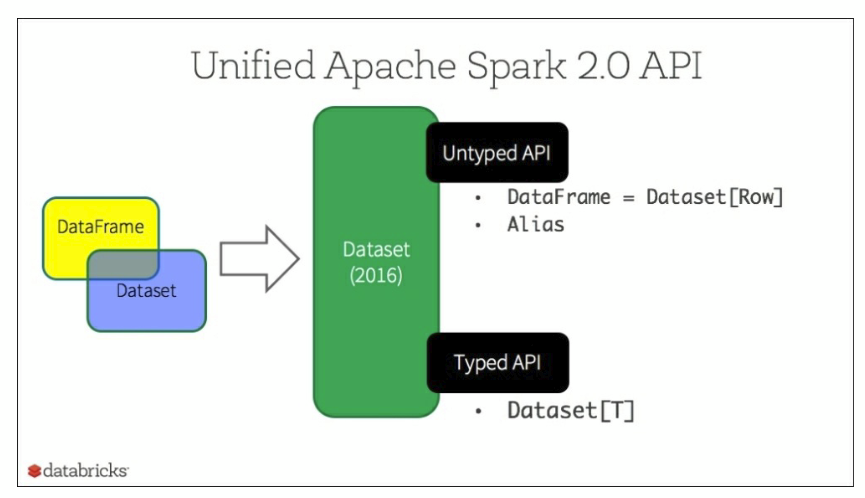 Unified Apache Spark 2.0 API
DataFrame
Dataset
Dataset
(2016)
Untyped API
• DataFrame = Dataset[Row]
• Alias
Typed API
• Dataset[T]
databricks